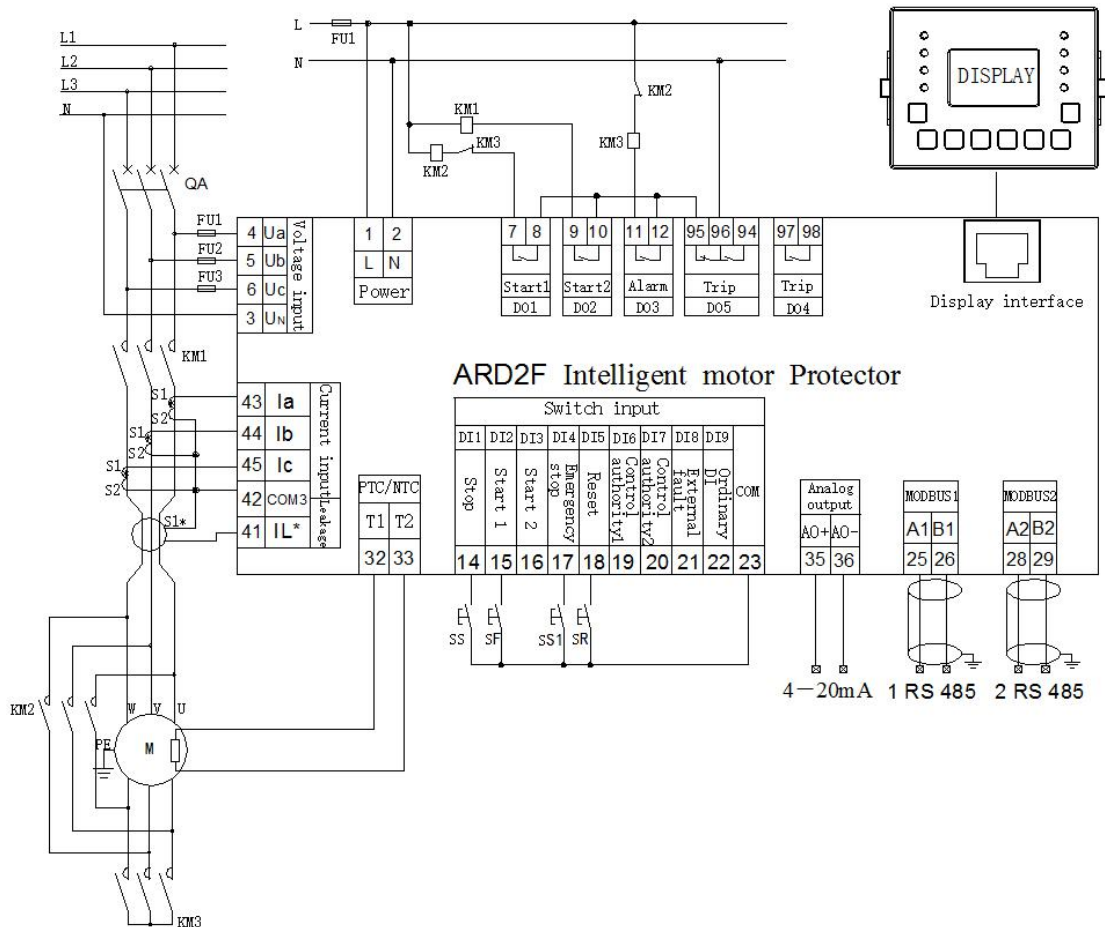 L1
L2
L3
N
L
FU1
N
KM2
KM1
KM3
KM3
KM2
DISPLAY
QA
FU1
FU2
FU3
4 Ua
5 Ub
6 Uc
3 UN
Voltage input
1 2
L N
Power
7 8
Start1
DO1
9 10
Start2
DO2
11 12
Alarm
DO3
95 96 94
Trip
DO5
97 98
Trip
DO4
Display interface
KM1
ARD2F Intelligent motor Protector
S1
S2
S1
S2
S1
S2
S1*
43 Ia
44 Ib
45 Ic
42 COM3
41 IL*
Current input
Leakage
PTC/NTC
T1 T2
32 33
Switch input
DI1 DI2 DI3 DI4 DI5 DI6 DI7 DI8 DI9
Stop
Start 1
Start 2
Emergency
stop
Reset
Control
authority1
Control
authority2
External
fault
Ordinary
DI
COM
14 15 16 17 18 19 20 21 22 23
SS
SF
SS1
SR
Analog
output
AO+ AO-
35 36
4－20mA
MODBUS1
A1 B1
25 26
1 RS 485
MODBUS2
A2 B2
28 29
2 RS 485
KM2
W V U
PE
M
KM3